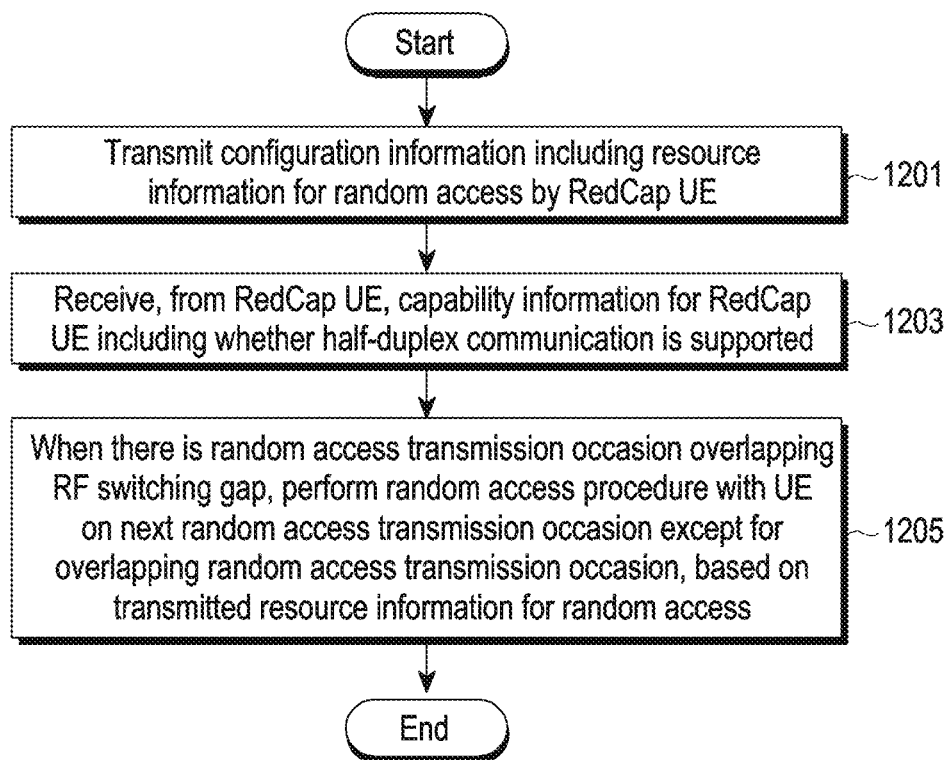 Start
Transmit configuration information including resource
information for random access by RedCap UE
1201
Receive, from RedCap UE, capability information for RedCap
UE including whether half-duplex communication is supported
1203
When there is random access transmission occasion overlapping
RF switching gap, perform random access procedure with UE
on next random access transmission occasion except for
overlapping random access transmission occasion, based on
transmitted resource information for random access
1205
End